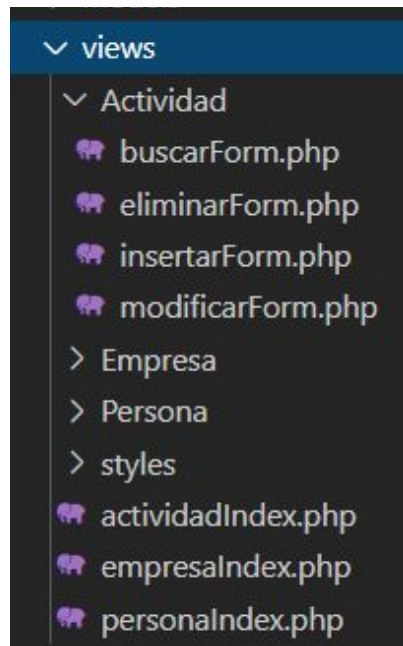 views
Actividad
buscarForm.php
eliminarForm.php
insertarForm.php
modificarForm.php
Empresa
Persona
styles
actividadIndex.php
empresaIndex.php
personaIndex.php